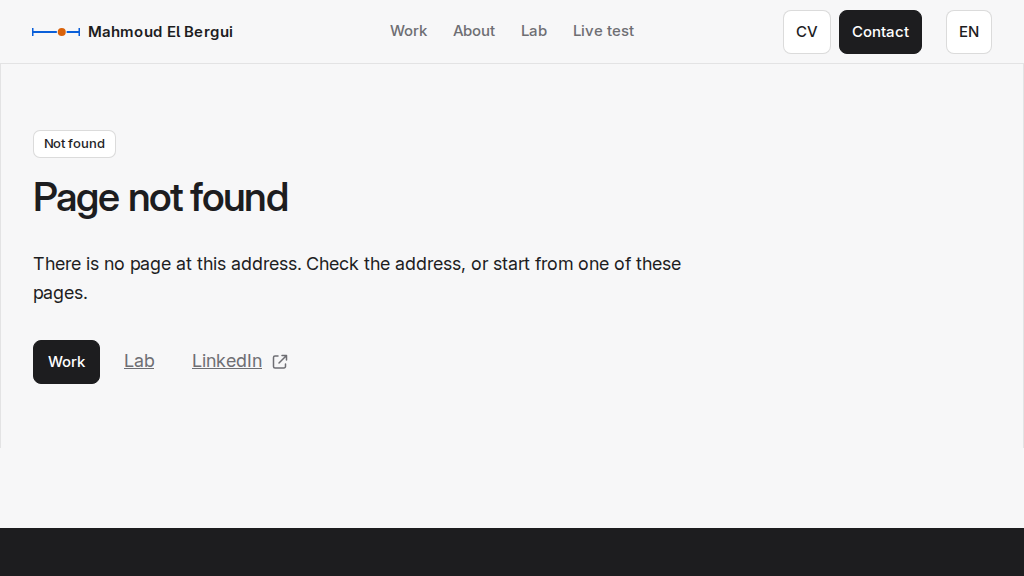 Mahmoud El Bergui
Work
About
Lab
Live test
CV
Contact
EN
Not found
Page not found
There is no page at this address. Check the address, or start from one of these
pages.
Work
Lab
LinkedIn